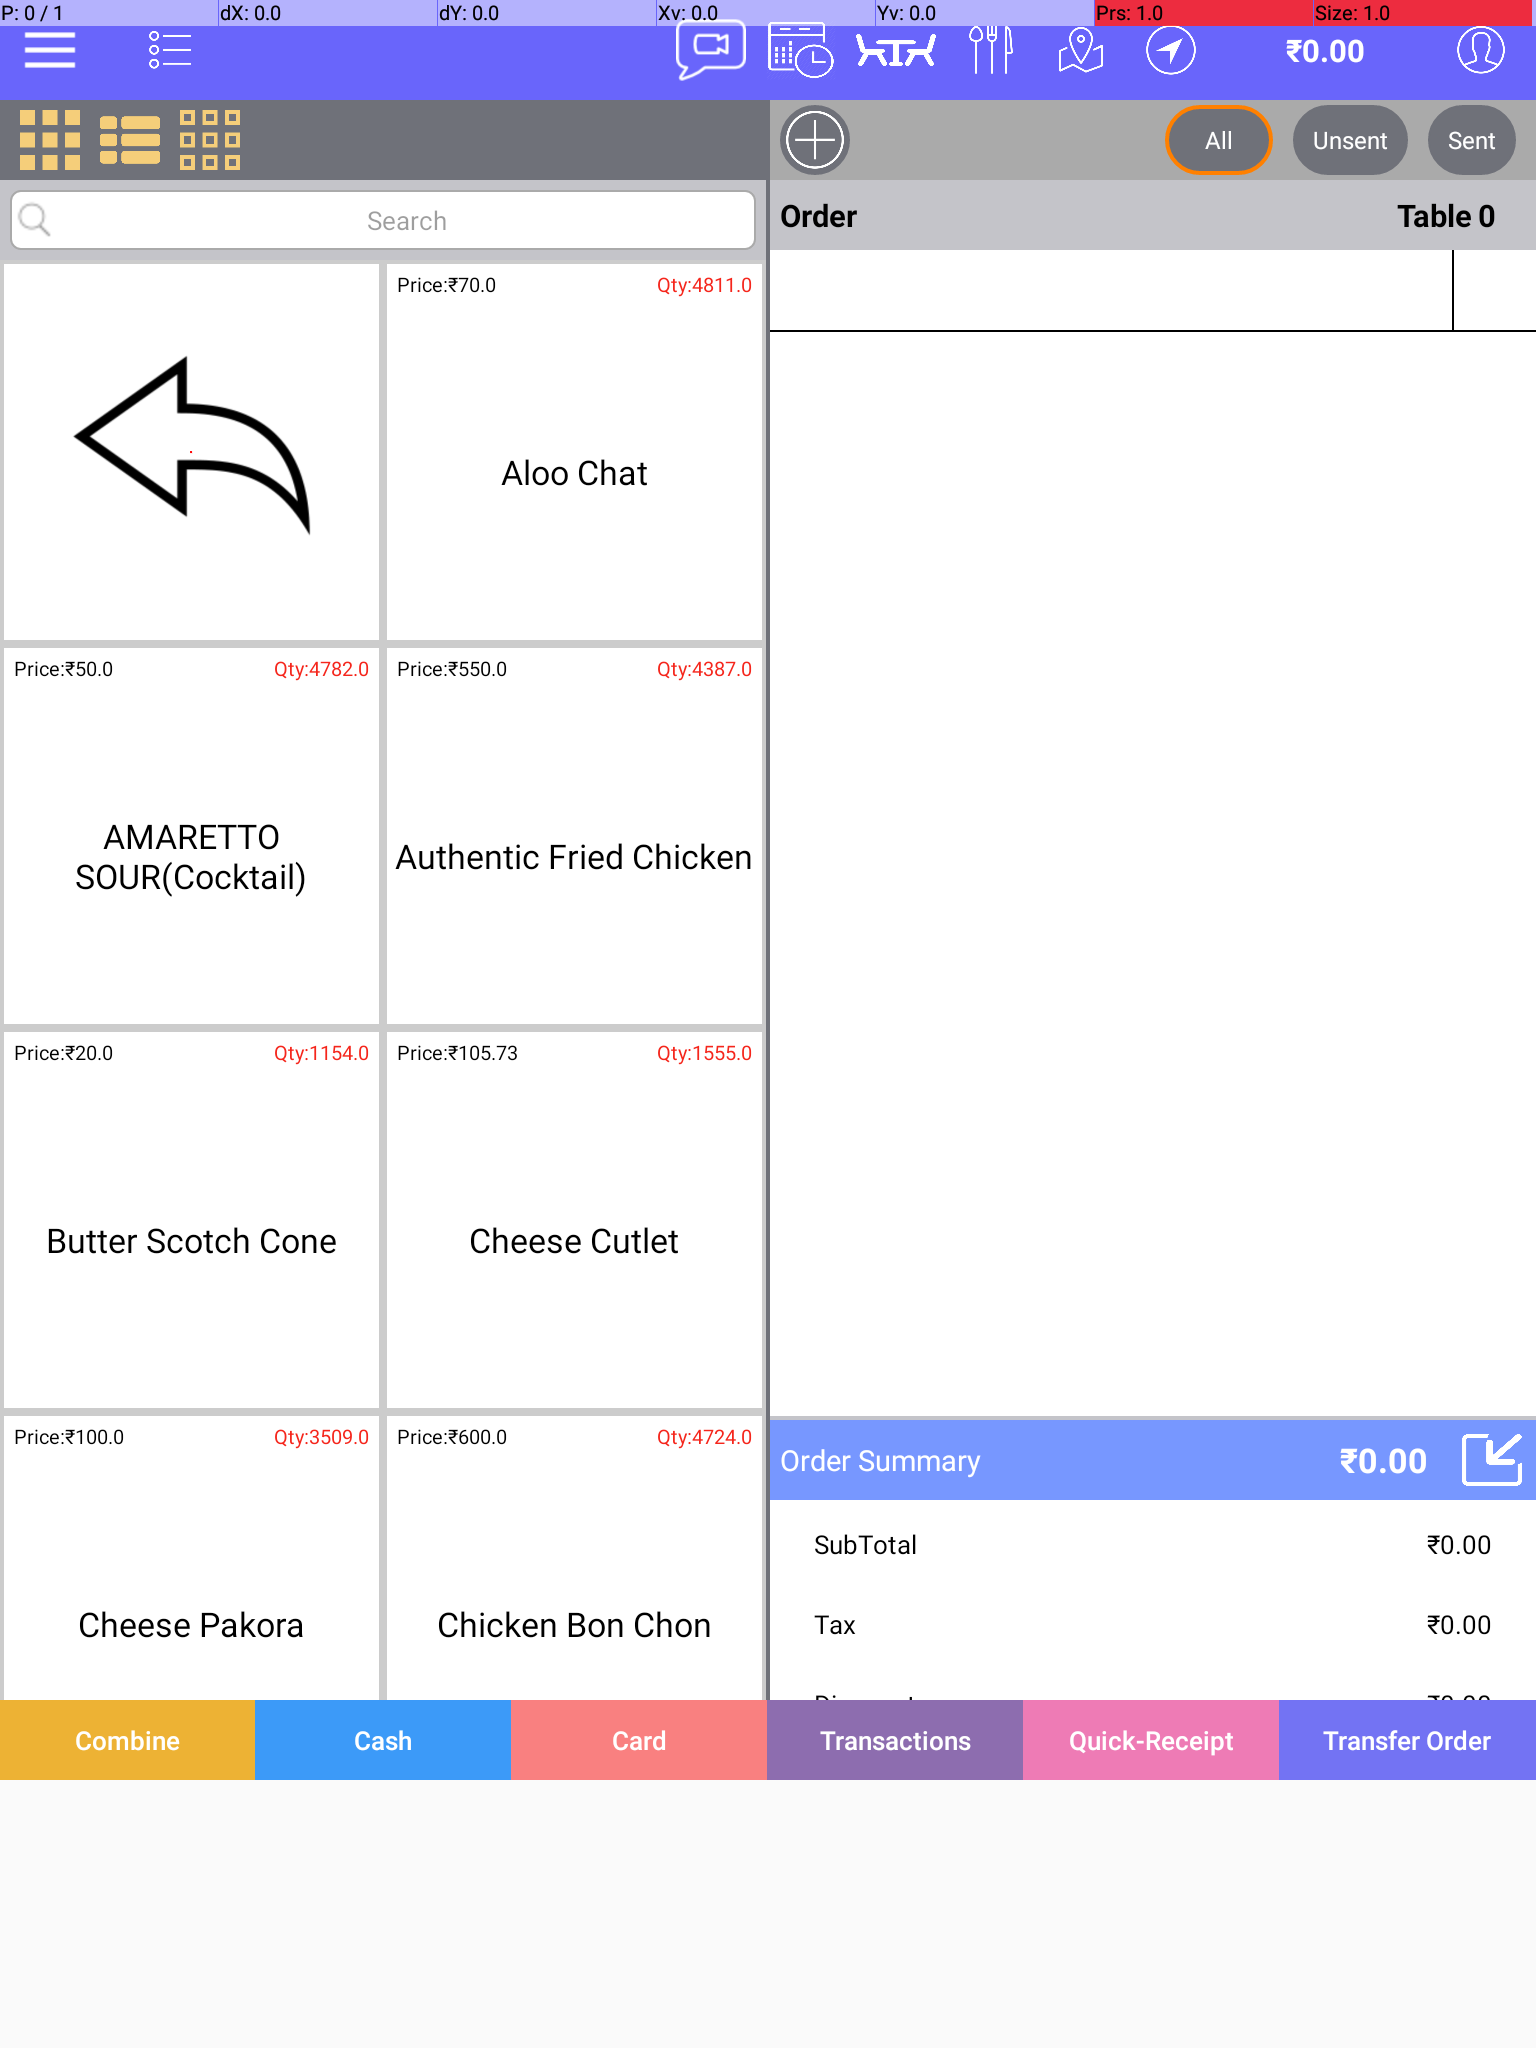 P: 0 / 1 dX: 0.0 dY: 0.0 Xv: 0.0 Yv: 0.0 Prs: 1.0 Size: 1.0
₹0.00
All Unsent Sent
Search
Order Table 0
Price:₹70.0 Qty:4811.0
Aloo Chat
Price:₹50.0 Qty:4782.0
AMARETTO
SOUR(Cocktail)
Price:₹550.0 Qty:4387.0
Authentic Fried Chicken
Price:₹20.0 Qty:1154.0
Butter Scotch Cone
Price:₹105.73 Qty:1555.0
Cheese Cutlet
Price:₹100.0 Qty:3509.0
Cheese Pakora
Price:₹600.0 Qty:4724.0
Chicken Bon Chon
Order Summary ₹0.00
SubTotal ₹0.00
Tax ₹0.00
Combine Cash Card Transactions Quick-Receipt Transfer Order